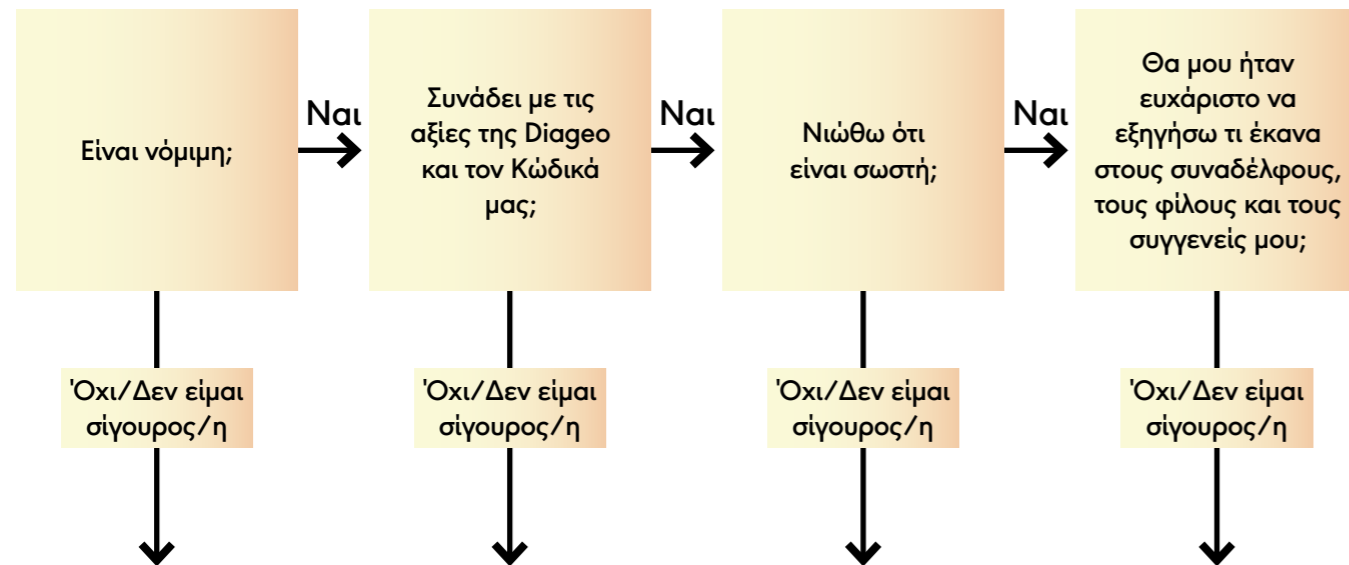 Είναι νόμιμη;
Ναι
Συνάδει με τις
αξίες της Diageo
και τον Κώδικά
μας;
Ναι
Νιώθω ότι
είναι σωστή;
Ναι
Θα μου ήταν
ευχάριστο να
εξηγήσω τι έκανα
στους συναδέλφους,
τους φίλους και τους
συγγενείς μου;
Όχι/Δεν είμαι
σίγουρος/η
Όχι/Δεν είμαι
σίγουρος/η
Όχι/Δεν είμαι
σίγουρος/η
Όχι/Δεν είμαι
σίγουρος/η